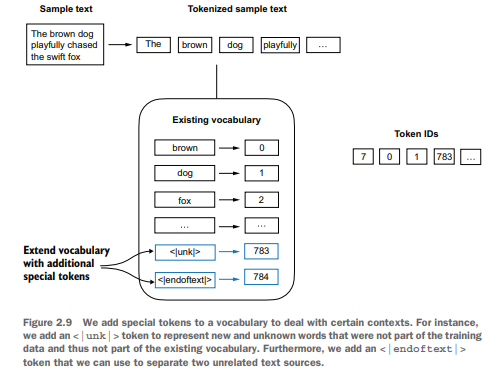 Sample text
The brown dog
playfully chased
the swift fox
Tokenized sample text
The brown dog playfully ...
Existing vocabulary
brown 0
dog 1
fox 2
... ...
<|unk|> 783
<|endoftext|> 784
Extend vocabulary
with additional
special tokens
Token IDs
7 0 1 783 ...
Figure 2.9 We add special tokens to a vocabulary to deal with certain contexts. For instance,
we add an <|unk|> token to represent new and unknown words that were not part of the training
data and thus not part of the existing vocabulary. Furthermore, we add an <|endoftext|>
token that we can use to separate two unrelated text sources.